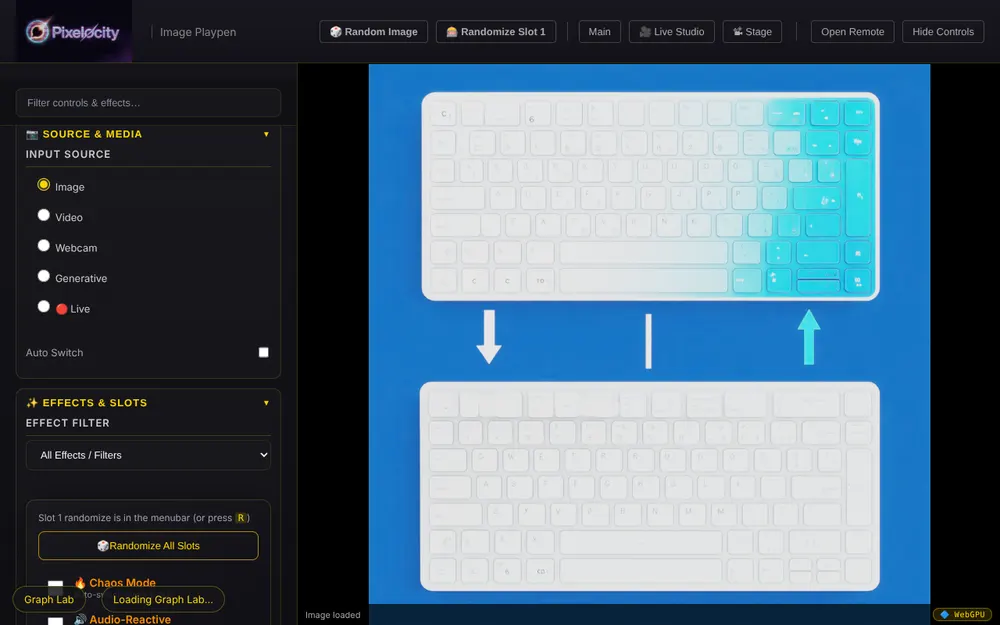 Pixeløcity
Image Playpen
🎲 Random Image
🎰 Randomize Slot 1
Main
🎥 Live Studio
📽 Stage
Open Remote
Hide Controls
Filter controls & effects…
📷 SOURCE & MEDIA ▼
INPUT SOURCE
Image
Video
Webcam
Generative
🔴 Live
Auto Switch
✨ EFFECTS & SLOTS ▼
EFFECT FILTER
All Effects / Filters
Slot 1 randomize is in the menubar (or press R)
🎲Randomize All Slots
🔥 Chaos Mode
Graph Lab
Loading Graph Lab...
🔊 Audio-Reactive
Image loaded
🔷 WebGPU